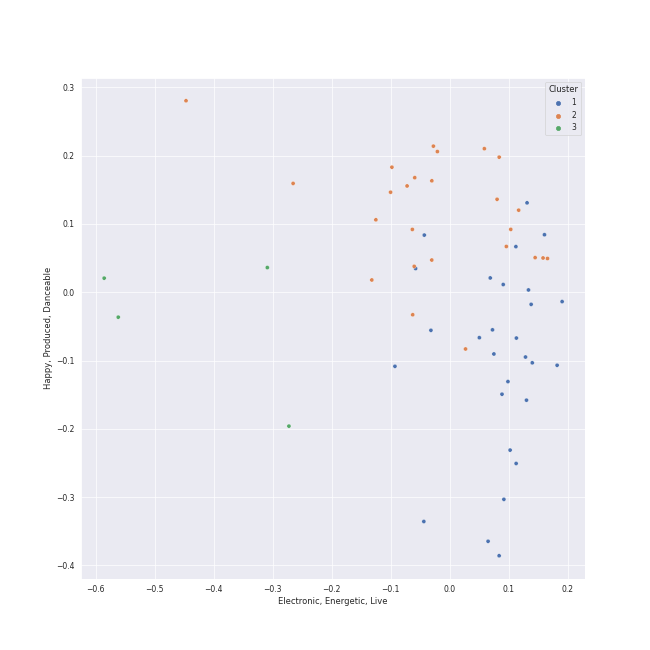 Cluster
1
2
3
0.3
0.2
0.1
0.0
−0.1
−0.2
−0.3
−0.4
Happy, Produced, Danceable
−0.6 −0.5 −0.4 −0.3 −0.2 −0.1 0.0 0.1 0.2
Electronic, Energetic, Live